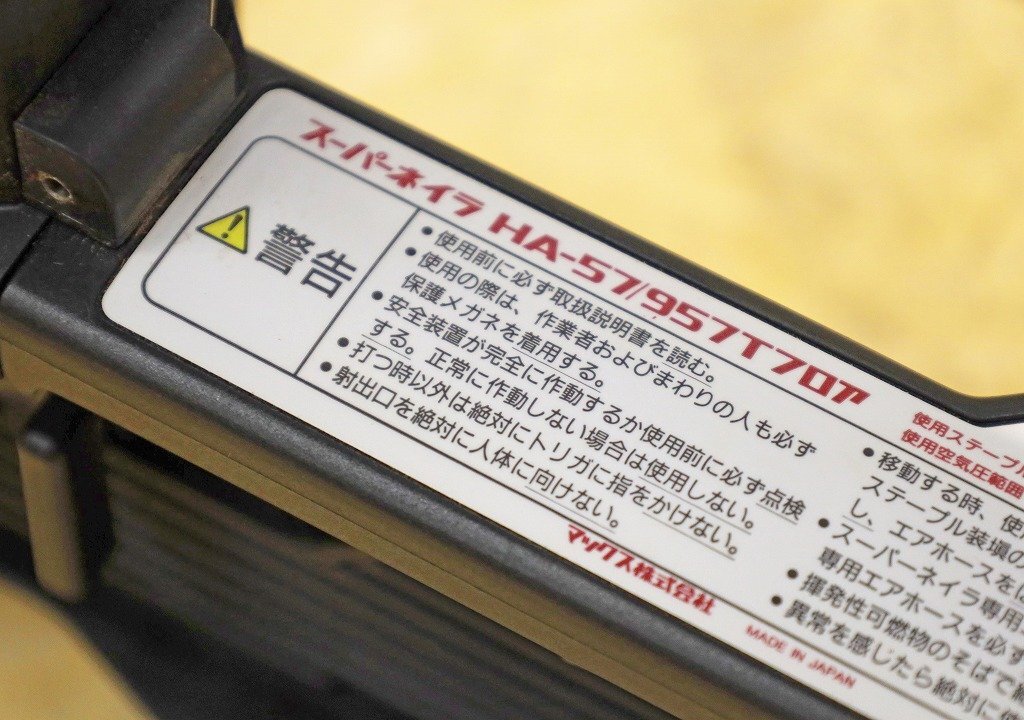 スーパーネイラ HA-57/957Tフロア
警告
●使用前に必ず取扱説明書を読む。
●使用の際は、作業者およびまわりの人も必ず
保護メガネを着用する。
●安全装置が完全に作動するか使用前に必ず点検
する。正常に作動しない場合は使用しない。
●打つ時以外は絶対にトリガに指をかけない。
●射出口を絶対に人体に向けない。
マックス株式会社
MADE IN JAPAN
使用ステープル
使用空気圧範囲
●移動する時、使
ステープル装填の
し、エアホースをは
●スーパーネイラ専用
専用エアホースを必ず
●揮発性可燃物のそばで絶
●異常を感じたら絶対に使